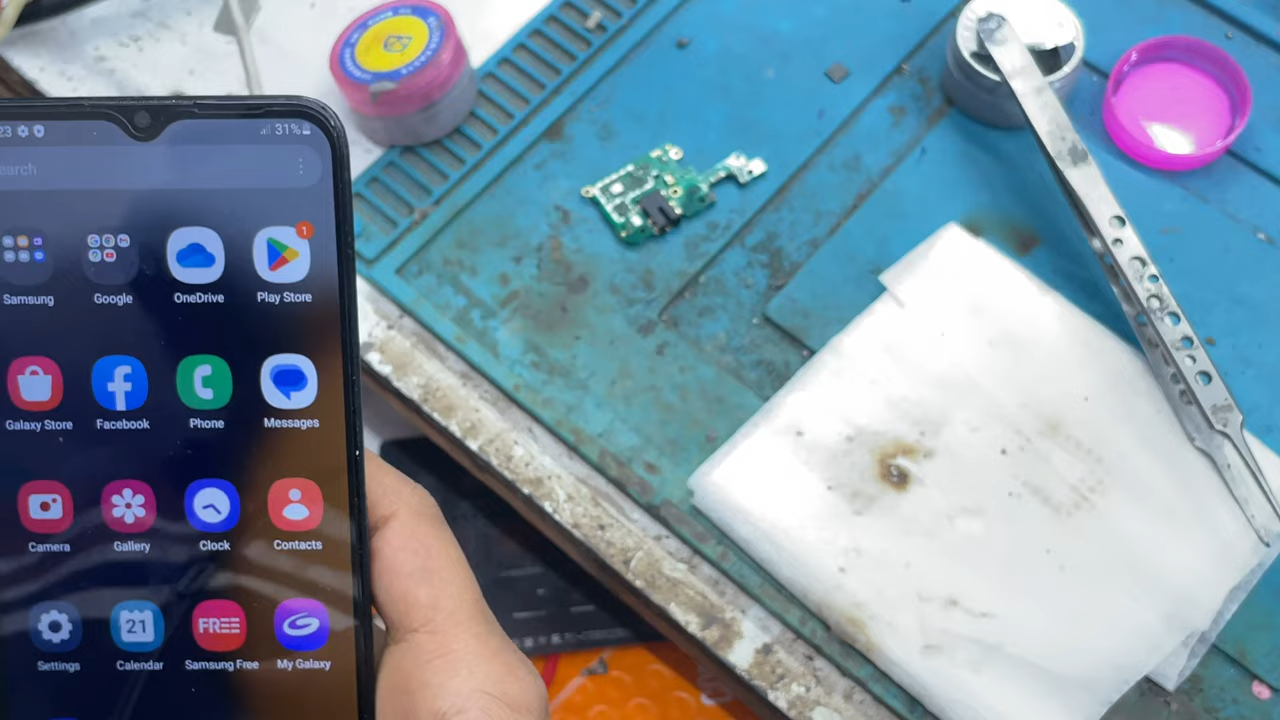 23
31%
earch
1
Samsung
Google
OneDrive
Play Store
Galaxy Store
Facebook
Phone
Messages
Camera
Gallery
Clock
Contacts
21
FREE
Settings
Calendar
Samsung Free
My Galaxy